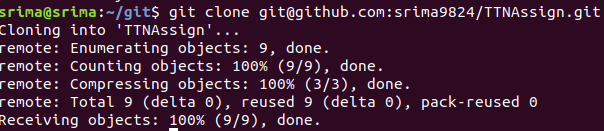 srima@srima:~/git$ git clone git@github.com:srima9824/TTNAssign.git
Cloning into 'TTNAssign'...
remote: Enumerating objects: 9, done.
remote: Counting objects: 100% (9/9), done.
remote: Compressing objects: 100% (3/3), done.
remote: Total 9 (delta 0), reused 9 (delta 0), pack-reused 0
Receiving objects: 100% (9/9), done.